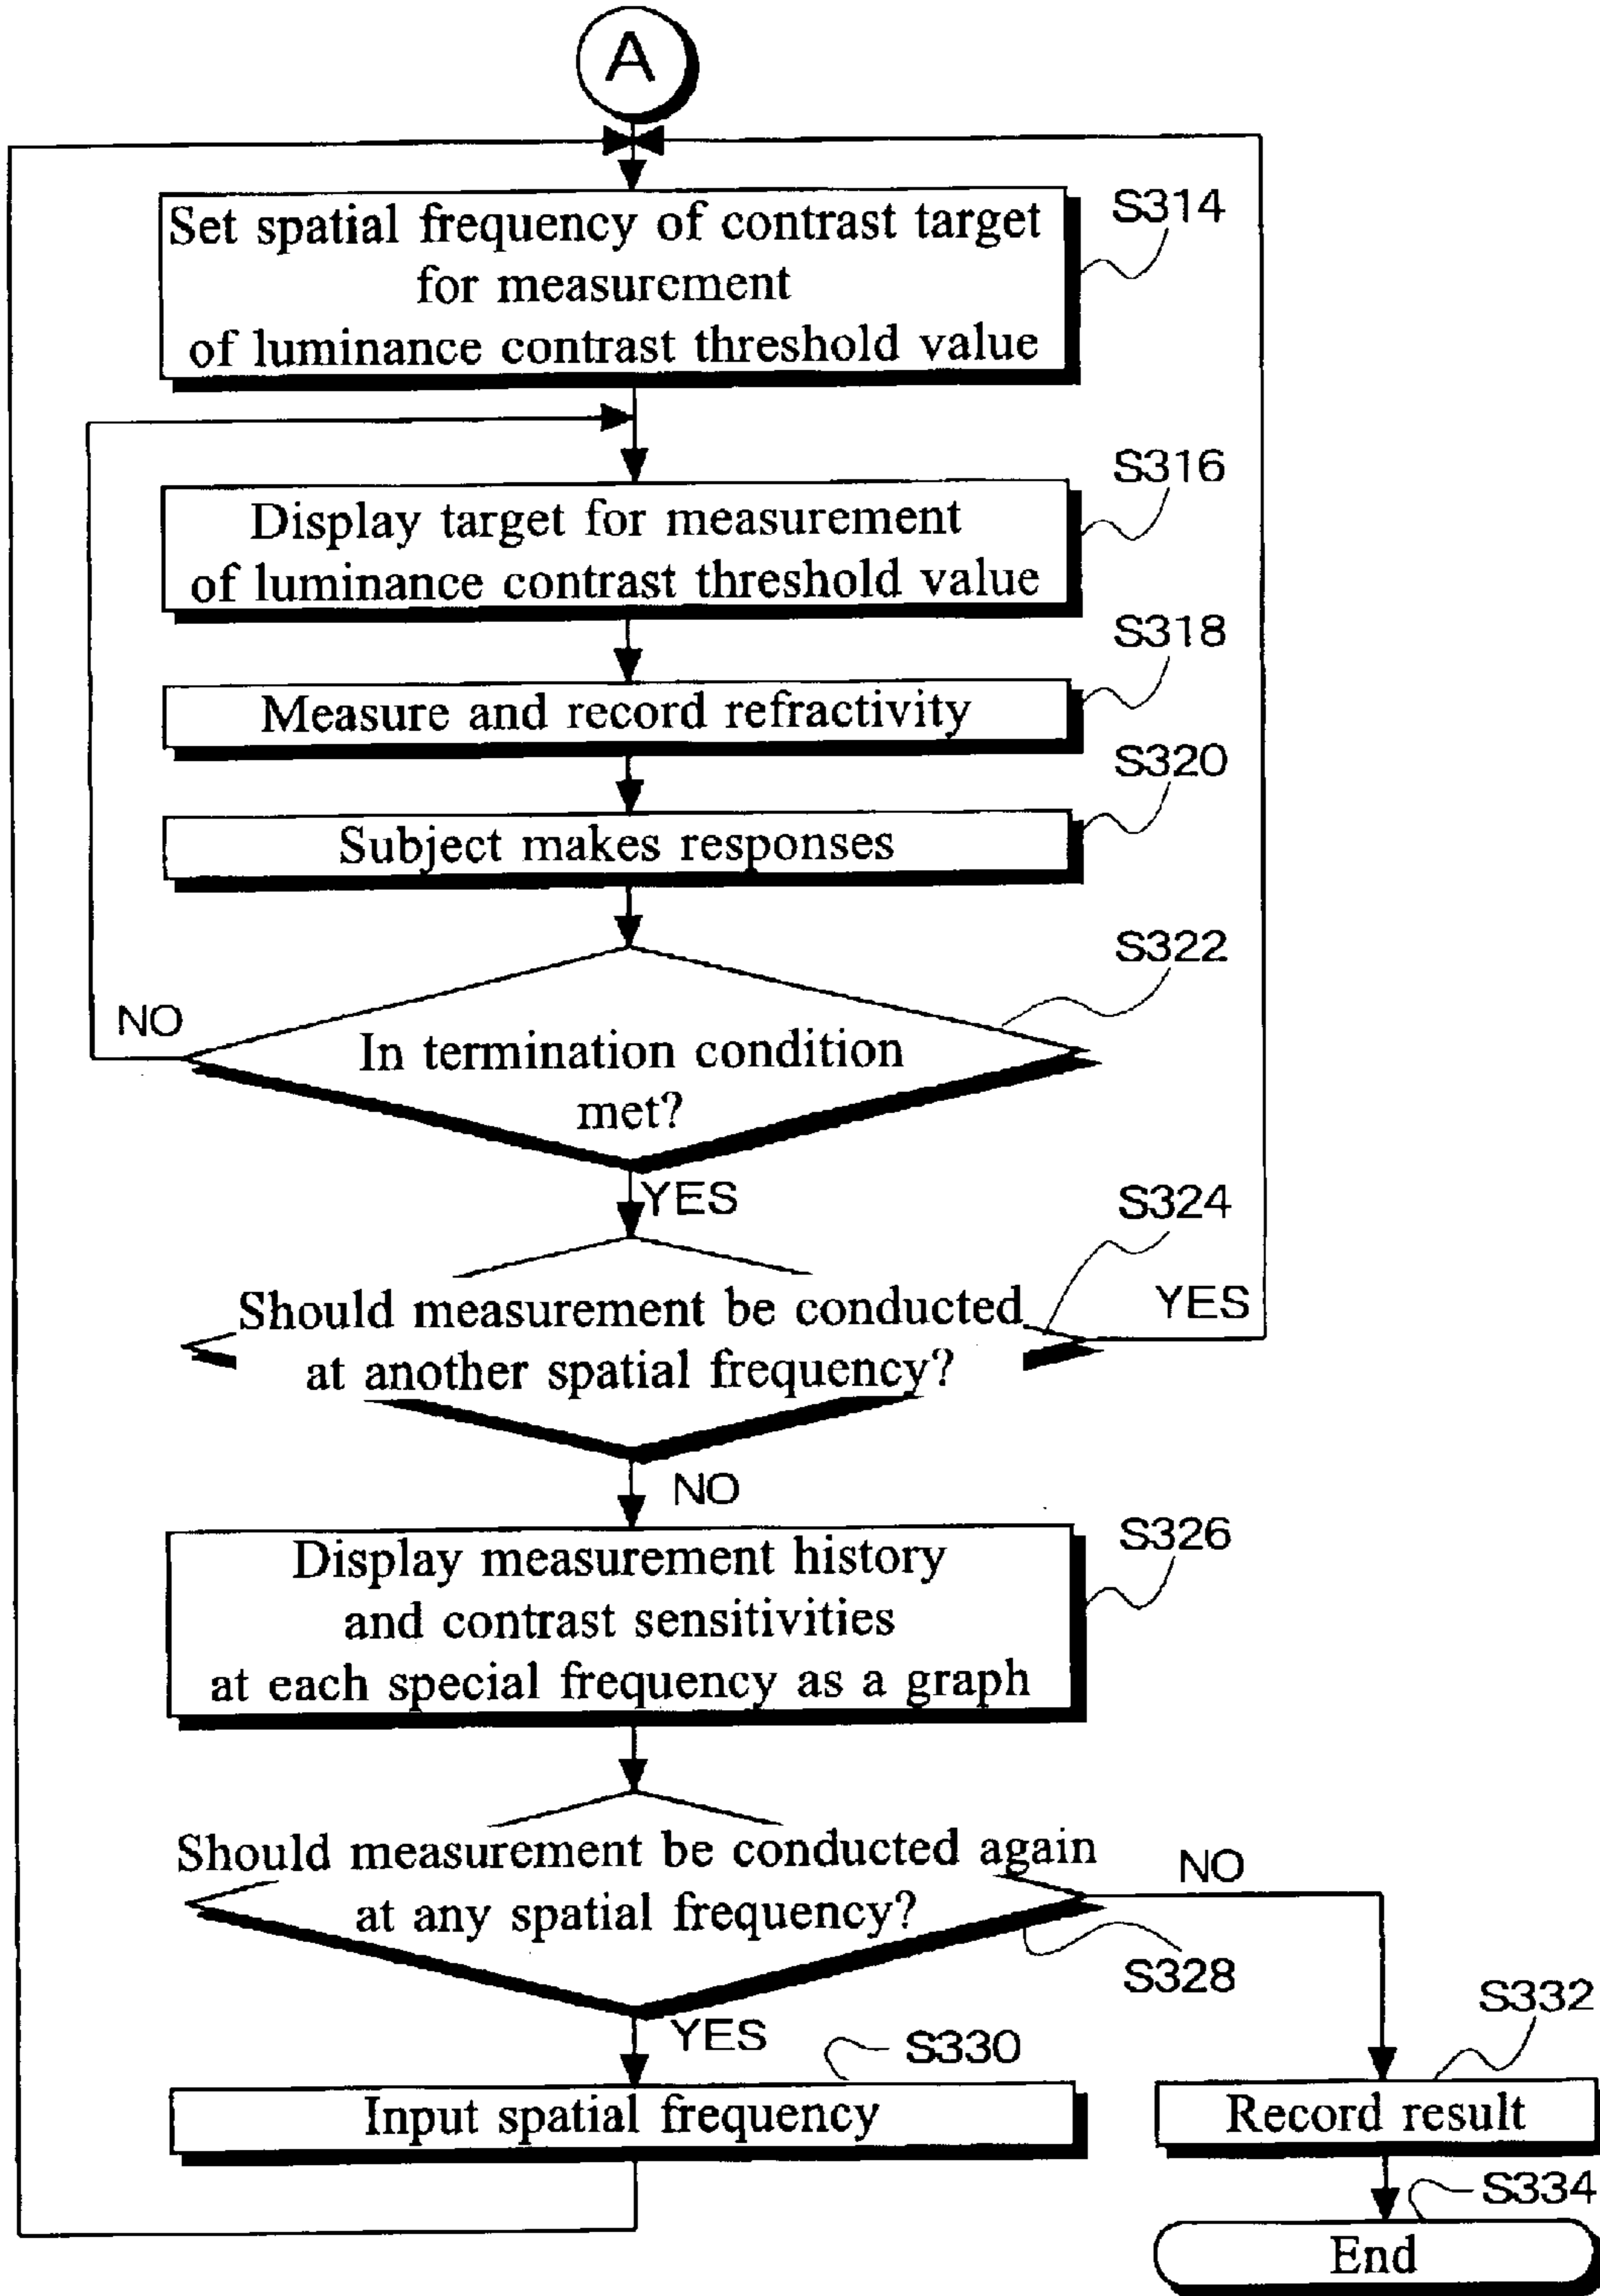 A
S314
Set spatial frequency of contrast target
for measurement
of luminance contrast threshold value
S316
Display target for measurement
of luminance contrast threshold value
S318
Measure and record refractivity
S320
Subject makes responses
S322
NO
In termination condition
met?
YES
S324
Should measurement be conducted
YES
at another spatial frequency?
NO
S326
Display measurement history
and contrast sensitivities
at each special frequency as a graph
Should measurement be conducted again
NO
at any spatial frequency?
S328
S332
YES
S330
Input spatial frequency
Record result
S334
End